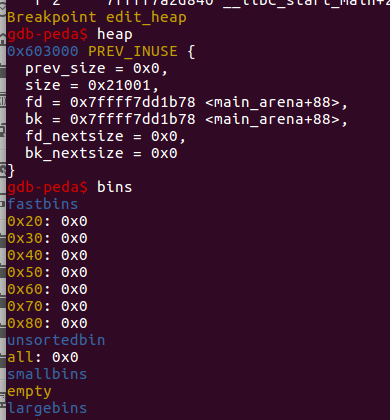 Breakpoint edit_heap
gdb-peda$ heap
0x603000 PREV_INUSE {
  prev_size = 0x0,
  size = 0x21001,
  fd = 0x7ffff7dd1b78 <main_arena+88>,
  bk = 0x7ffff7dd1b78 <main_arena+88>,
  fd_nextsize = 0x0,
  bk_nextsize = 0x0
}
gdb-peda$ bins
fastbins
0x20: 0x0
0x30: 0x0
0x40: 0x0
0x50: 0x0
0x60: 0x0
0x70: 0x0
0x80: 0x0
unsortedbin
all: 0x0
smallbins
empty
largebins